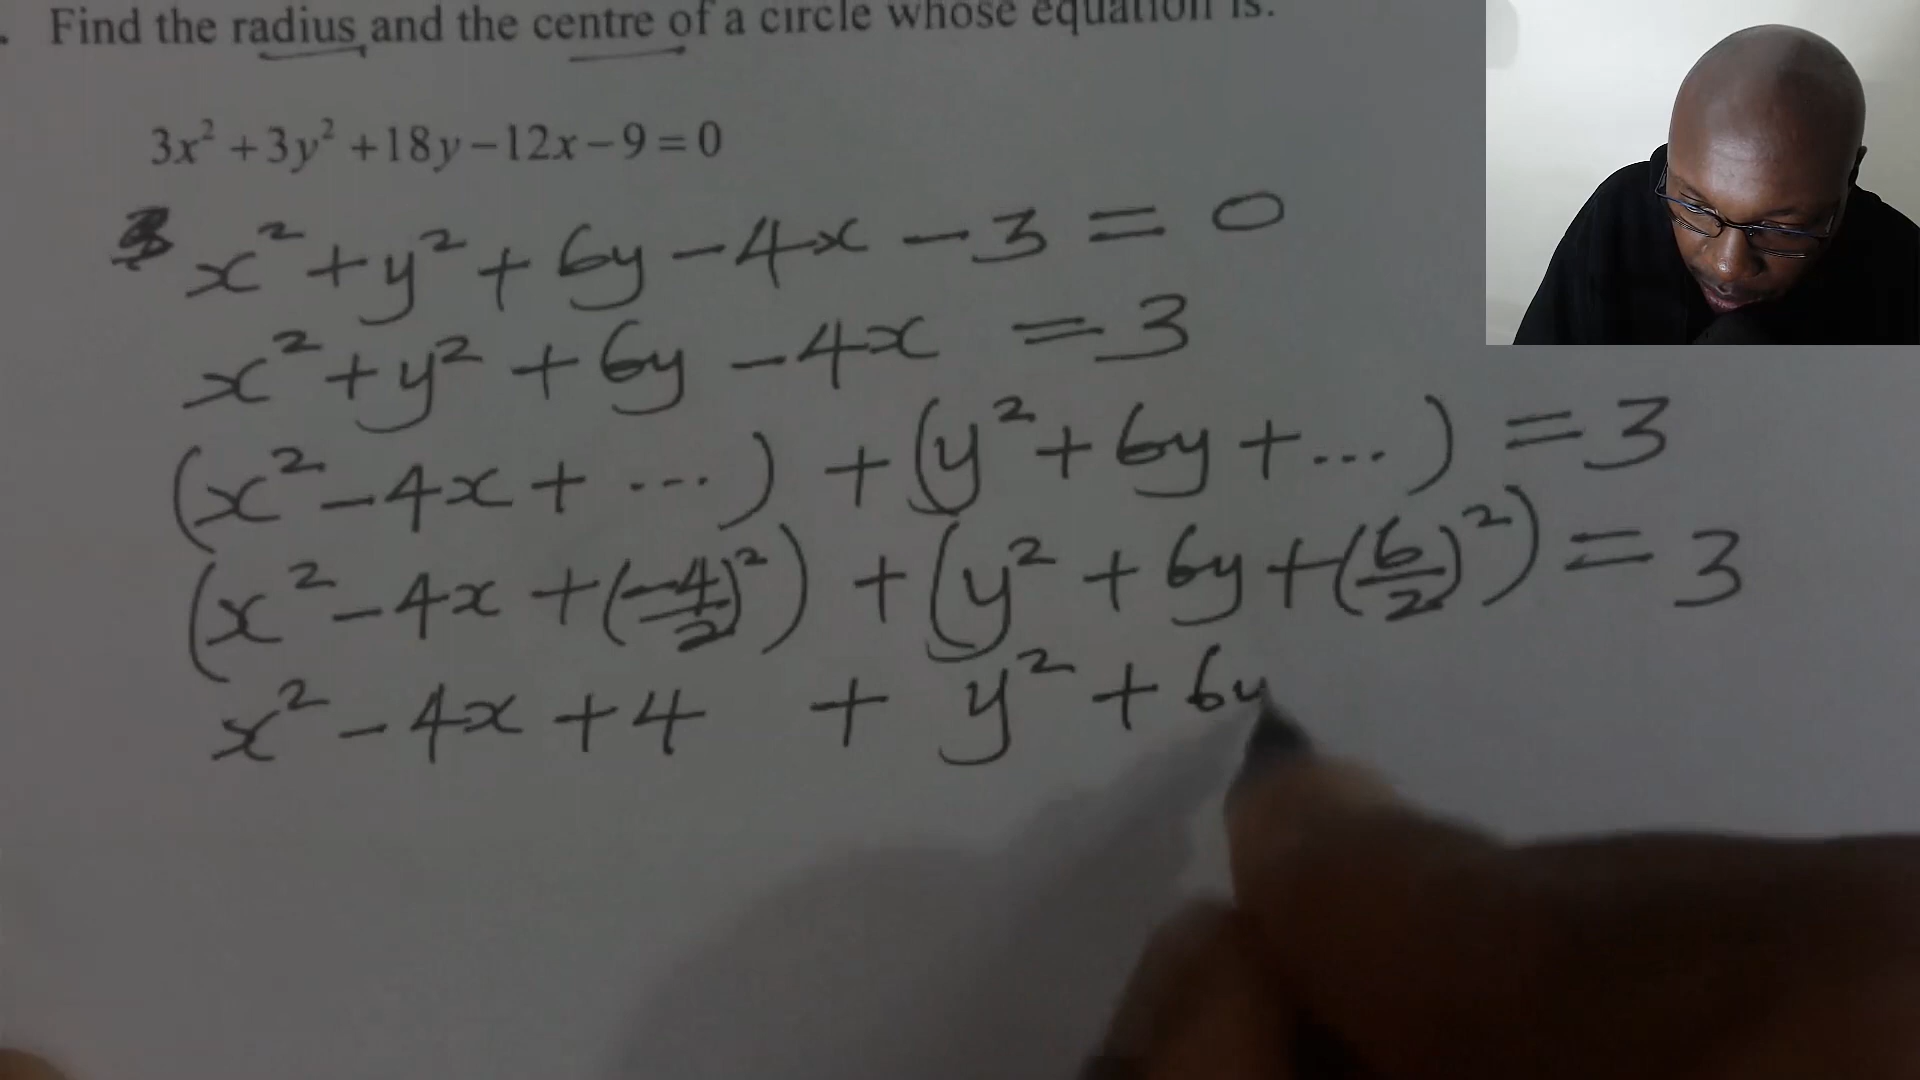 . Find the radius and the centre of a circle whose equation is:
3x² + 3y² + 18y − 12x − 9 = 0
x² + y² + 6y − 4x − 3 = 0
x² + y² + 6y − 4x = 3
(x² − 4x + ...) + (y² + 6y + ...) = 3
(x² − 4x + (−4/2)²) + (y² + 6y + (6/2)²) = 3
x² − 4x + 4 + y² + 6y